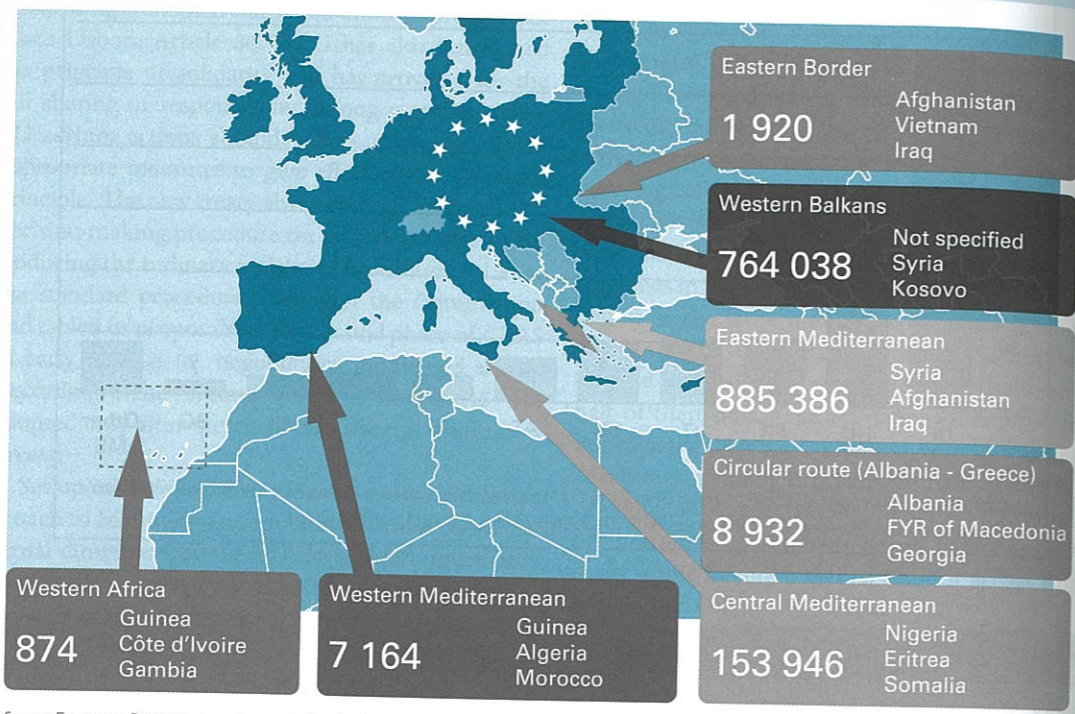 Eastern Border
1 920
Afghanistan
Vietnam
Iraq
Western Balkans
764 038
Not specified
Syria
Kosovo
Eastern Mediterranean
885 386
Syria
Afghanistan
Iraq
Circular route (Albania - Greece)
8 932
Albania
FYR of Macedonia
Georgia
Western Africa
874
Guinea
Côte d'Ivoire
Gambia
Western Mediterranean
7 164
Guinea
Algeria
Morocco
Central Mediterranean
153 946
Nigeria
Eritrea
Somalia